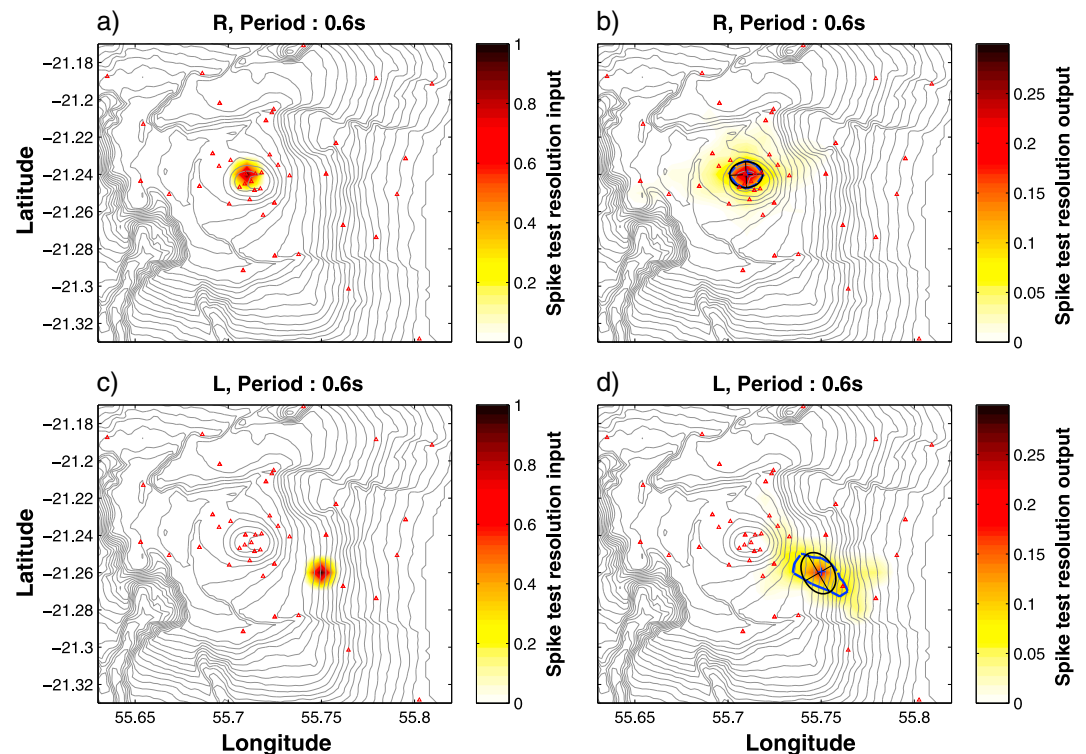 a) R, Period : 0.6s
−21.18
−21.2
−21.22
−21.24
−21.26
−21.28
−21.3
−21.32
Latitude
1
0.8
0.6
0.4
0.2
0
Spike test resolution input
b) R, Period : 0.6s
0.25
0.2
0.15
0.1
0.05
0
Spike test resolution output
c) L, Period : 0.6s
−21.18
−21.2
−21.22
−21.24
−21.26
−21.28
−21.3
−21.32
Latitude
55.65 55.7 55.75 55.8
Longitude
1
0.8
0.6
0.4
0.2
0
Spike test resolution input
d) L, Period : 0.6s
55.65 55.7 55.75 55.8
Longitude
0.25
0.2
0.15
0.1
0.05
0
Spike test resolution output